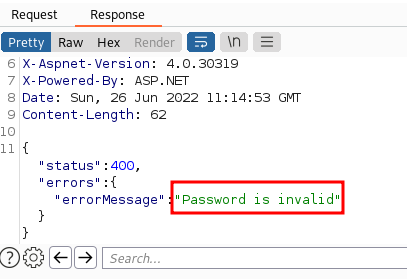 Request Response
Pretty Raw Hex Render \n
6 X-Aspnet-Version: 4.0.30319
7 X-Powered-By: ASP.NET
8 Date: Sun, 26 Jun 2022 11:14:53 GMT
9 Content-Length: 62
10
11 {
"status":400,
"errors":{
"errorMessage":"Password is invalid"
}
}
Search...